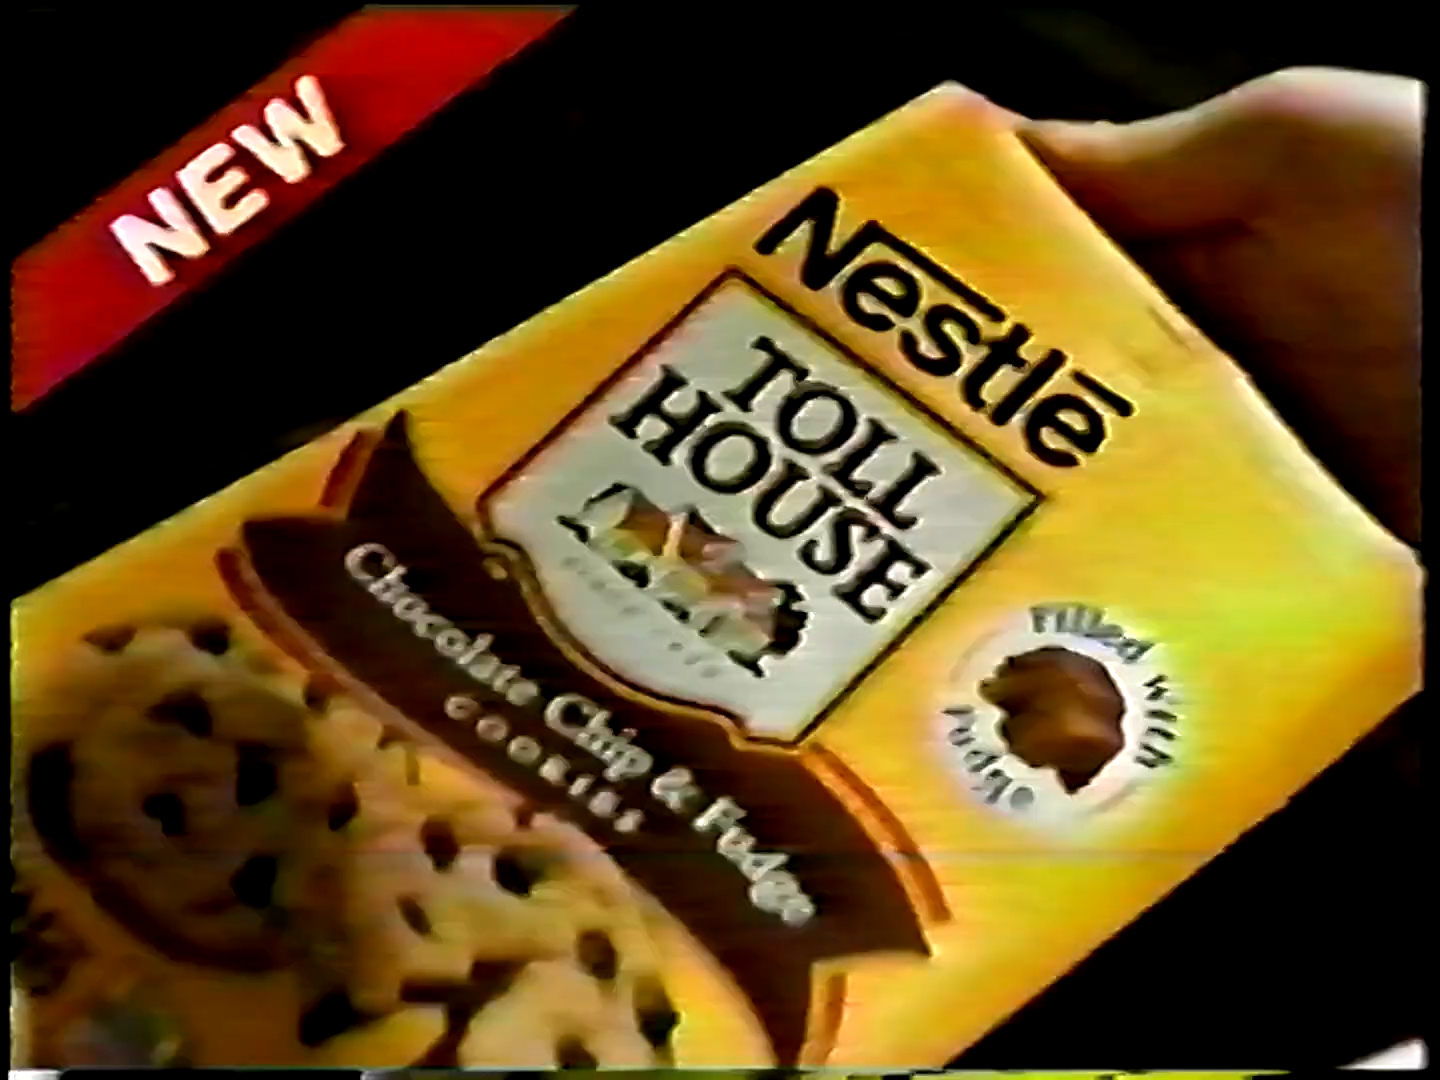 NEW
Nestlé
TOLL
HOUSE
Chocolate Chip & Fudge
COOKIES
Filled with
Fudge